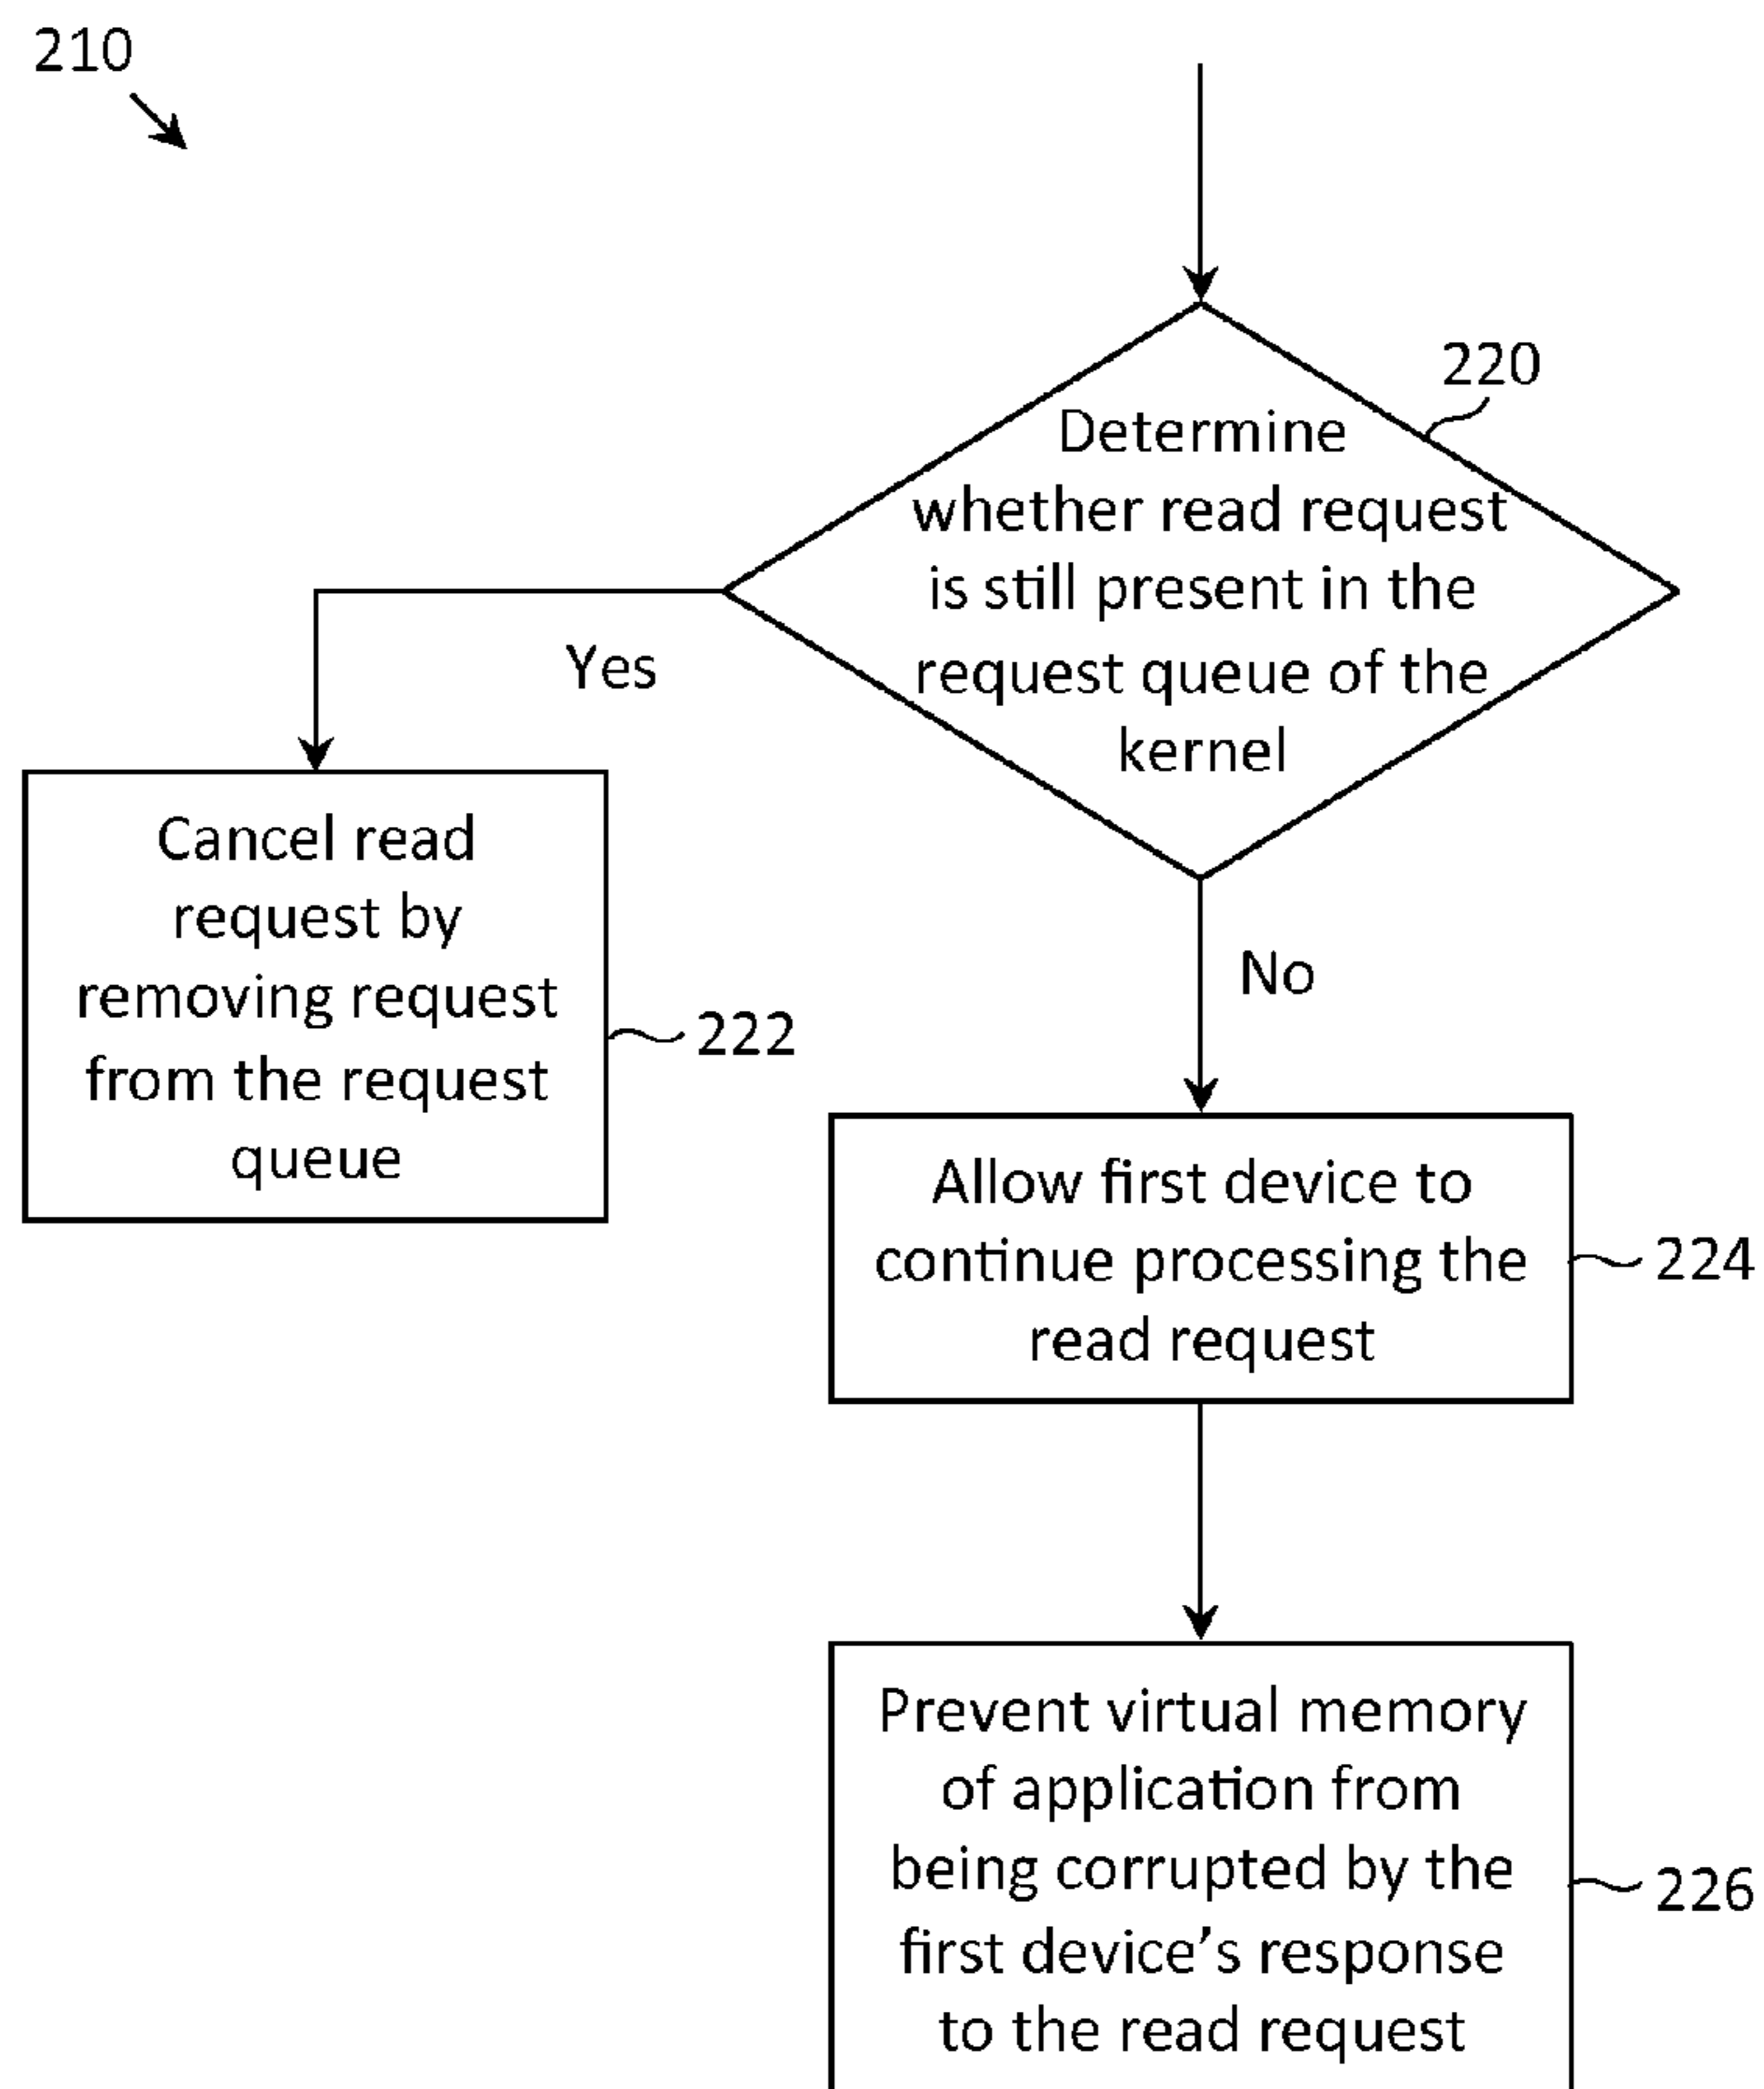 210
220
Determine
whether read request
is still present in the
request queue of the
kernel
Yes
Cancel read
request by
removing request
from the request
queue
222
No
Allow first device to
continue processing the
read request
224
Prevent virtual memory
of application from
being corrupted by the
first device's response
to the read request
226